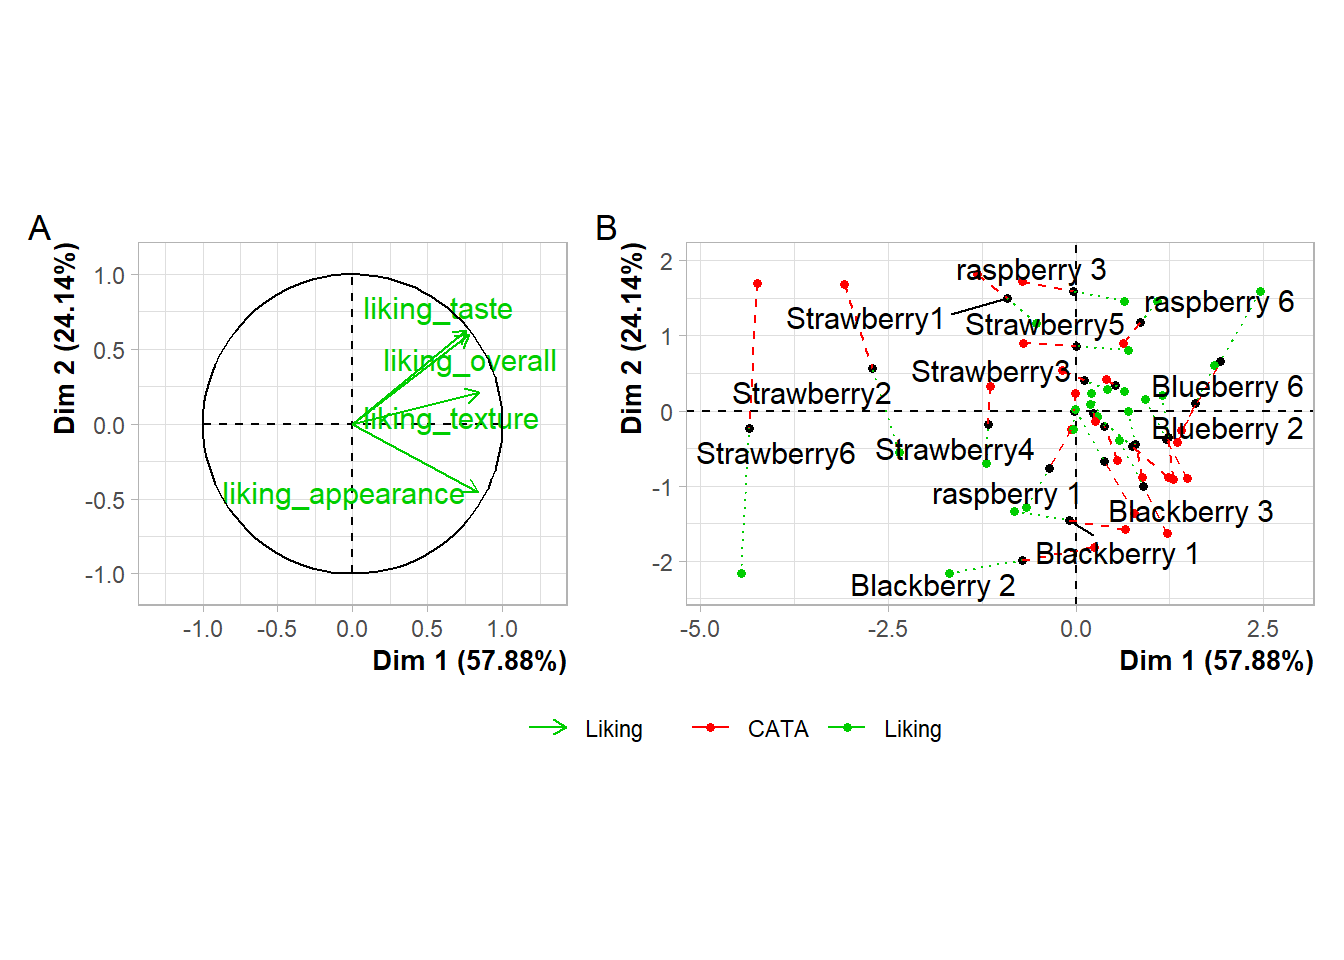 A
Dim 2 (24.14%)
1.0
0.5
0.0
-0.5
-1.0
liking_taste
liking_overall
liking_texture
liking_appearance
-1.0 -0.5 0.0 0.5 1.0
Dim 1 (57.88%)
B
Dim 2 (24.14%)
2
1
0
-1
-2
raspberry 3
raspberry 6
Strawberry1
Strawberry5
Strawberry3
Blueberry 6
Strawberry2
Blueberry 2
Strawberry6
Strawberry4
raspberry 1
Blackberry 3
Blackberry 1
Blackberry 2
-5.0 -2.5 0.0 2.5
Dim 1 (57.88%)
Liking CATA Liking